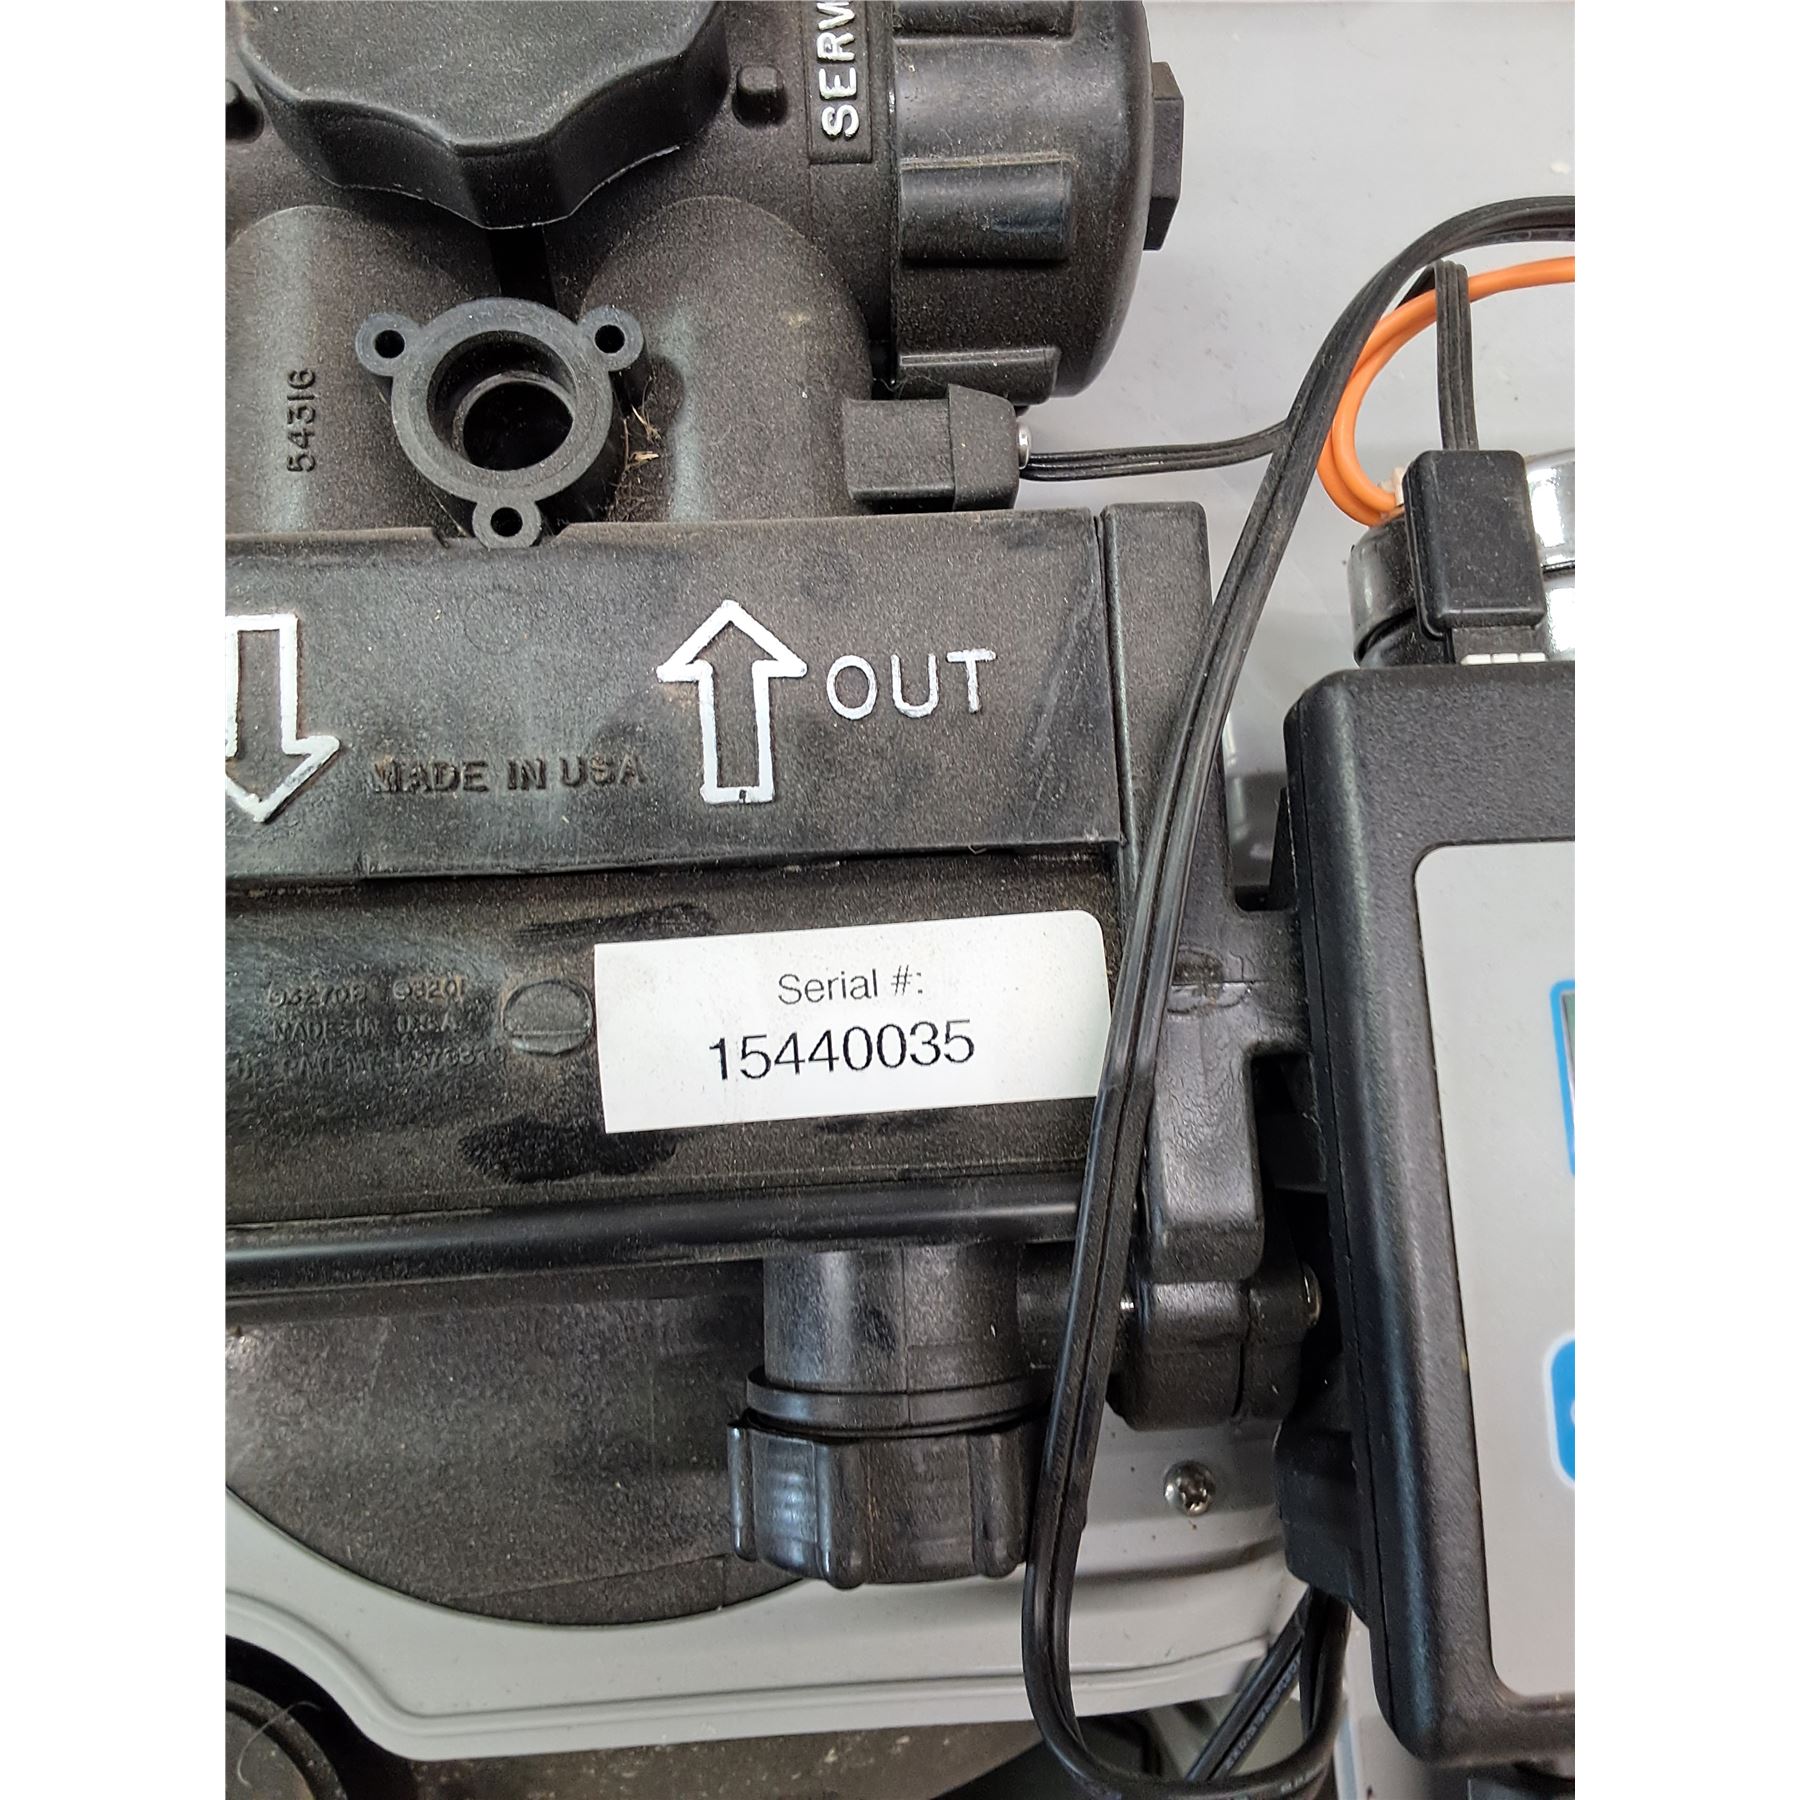 SERV
54316
OUT
MADE IN USA
Serial #:
15440035
MADE IN U.S.A.